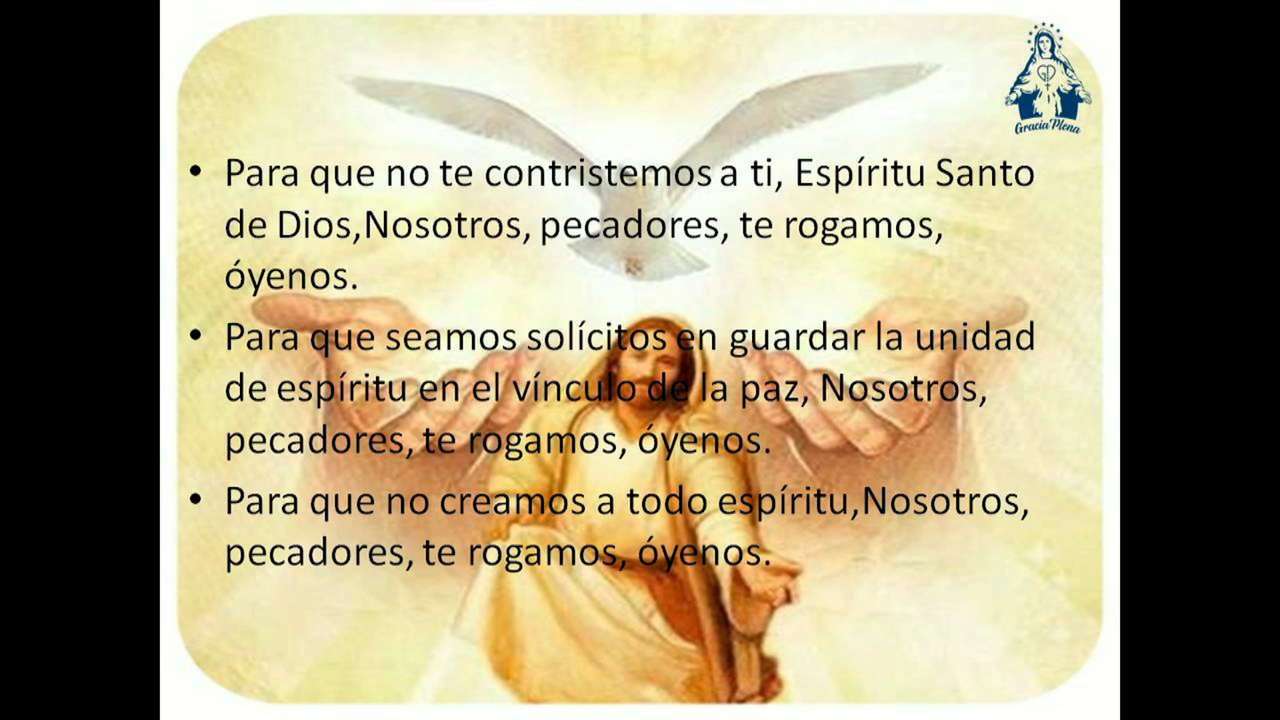 Gracia Plena
• Para que no te contristemos a ti, Espíritu Santo
de Dios,Nosotros, pecadores, te rogamos,
óyenos.
• Para que seamos solícitos en guardar la unidad
de espíritu en el vínculo de la paz, Nosotros,
pecadores, te rogamos, óyenos.
• Para que no creamos a todo espíritu,Nosotros,
pecadores, te rogamos, óyenos.